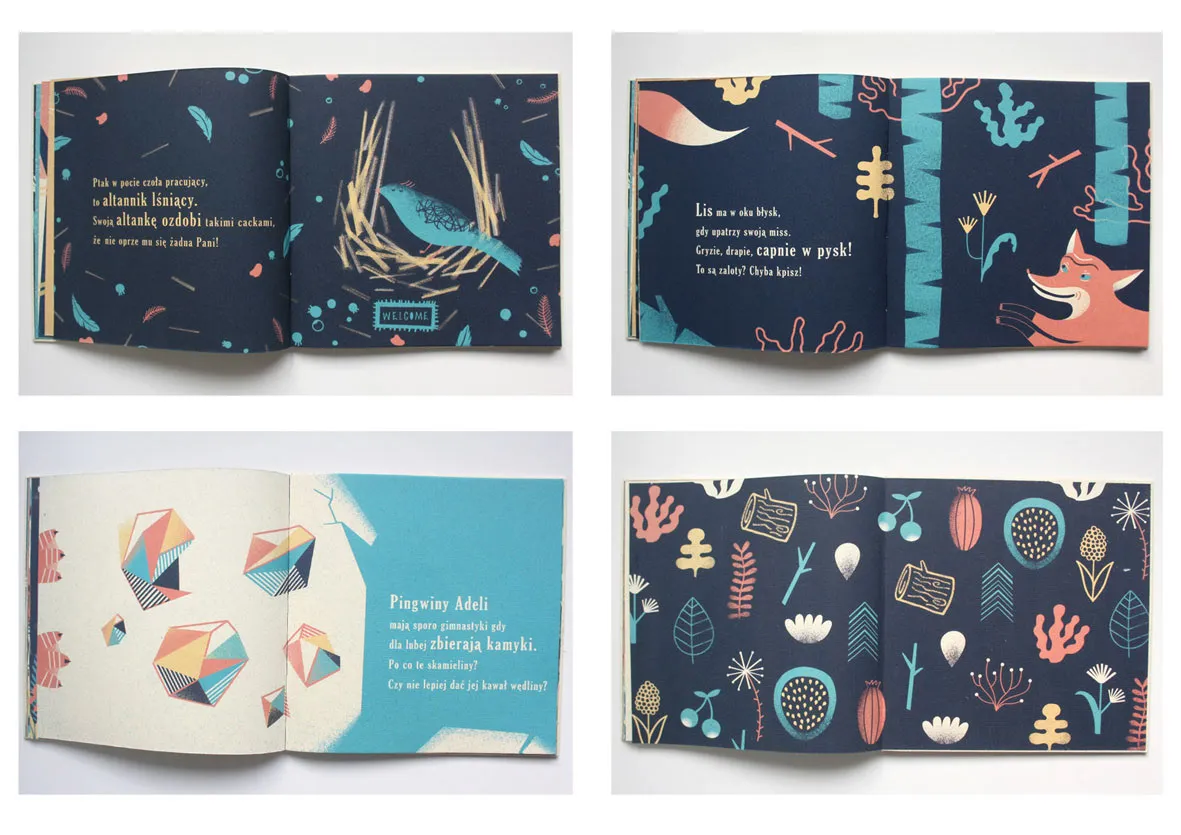 Ptak w pocie czoła pracujący,
to altannik lśniący.
Swoją altankę ozdobi takimi cackami,
że nie oprze mu się żadna Pani!
WELCOME
Lis ma w oku błysk,
gdy upatrzy swoją miss.
Gryzie, drapie, capnie w pysk!
To są zaloty? Chyba kpisz!
Pingwiny Adeli
mają sporo gimnastyki gdy
dla lubej zbierają kamyki.
Po co te skamieliny?
Czy nie lepiej dać jej kawał wędliny?